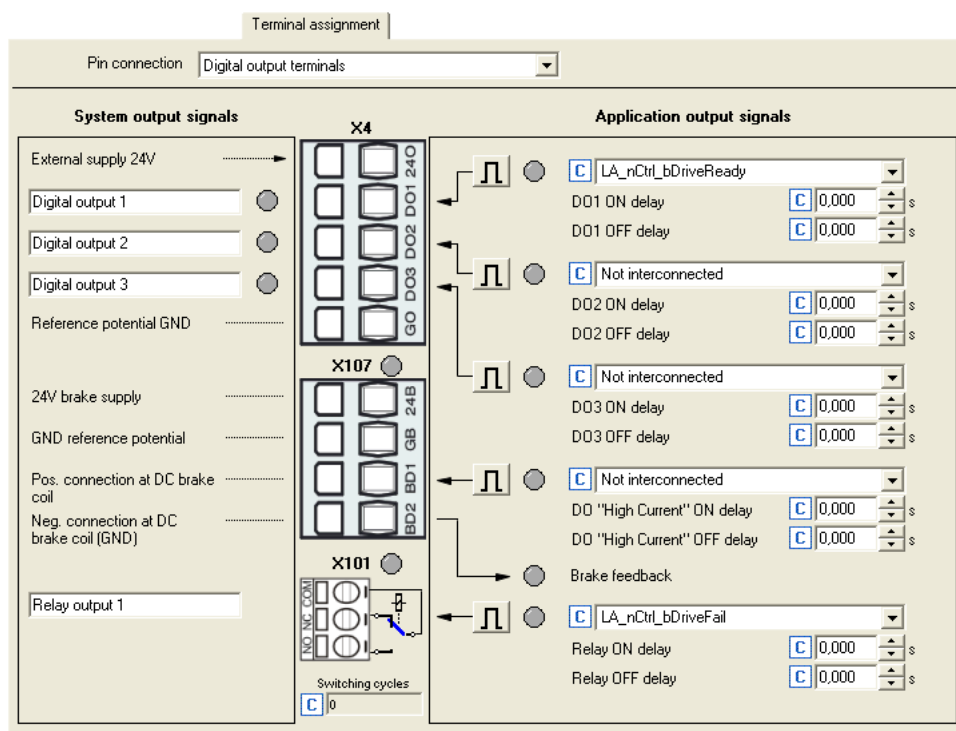 Terminal assignment
Pin connection Digital output terminals
System output signals
X4
Application output signals
External supply 24V
24O
C LA_nCtrl_bDriveReady
Digital output 1
DO1
DO1 ON delay C 0,000 s
DO1 OFF delay C 0,000 s
Digital output 2
DO2
C Not interconnected
Digital output 3
DO3
DO2 ON delay C 0,000 s
Reference potential GND
GO
DO2 OFF delay C 0,000 s
X107
C Not interconnected
24V brake supply
24B
DO3 ON delay C 0,000 s
GND reference potential
GB
DO3 OFF delay C 0,000 s
Pos. connection at DC brake
coil
BD1
C Not interconnected
Neg. connection at DC
brake coil (GND)
BD2
DO "High Current" ON delay C 0,000 s
DO "High Current" OFF delay C 0,000 s
X101
Brake feedback
Relay output 1
COM
NC
NO
C LA_nCtrl_bDriveFail
Relay ON delay C 0,000 s
Relay OFF delay C 0,000 s
Switching cycles
C 0